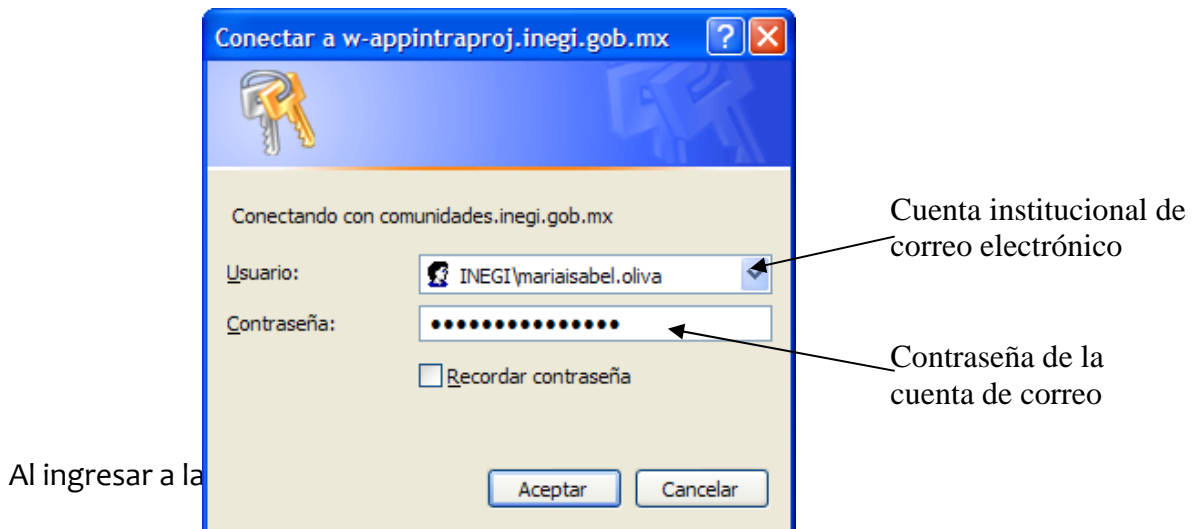 Conectar a w-appintraproj.inegi.gob.mx
Conectando con comunidades.inegi.gob.mx
Usuario:
INEGI\mariaisabel.oliva
Contraseña:
•••••••••••••••
Recordar contraseña
Aceptar
Cancelar
Cuenta institucional de
correo electrónico
Contraseña de la
cuenta de correo
Al ingresar a la